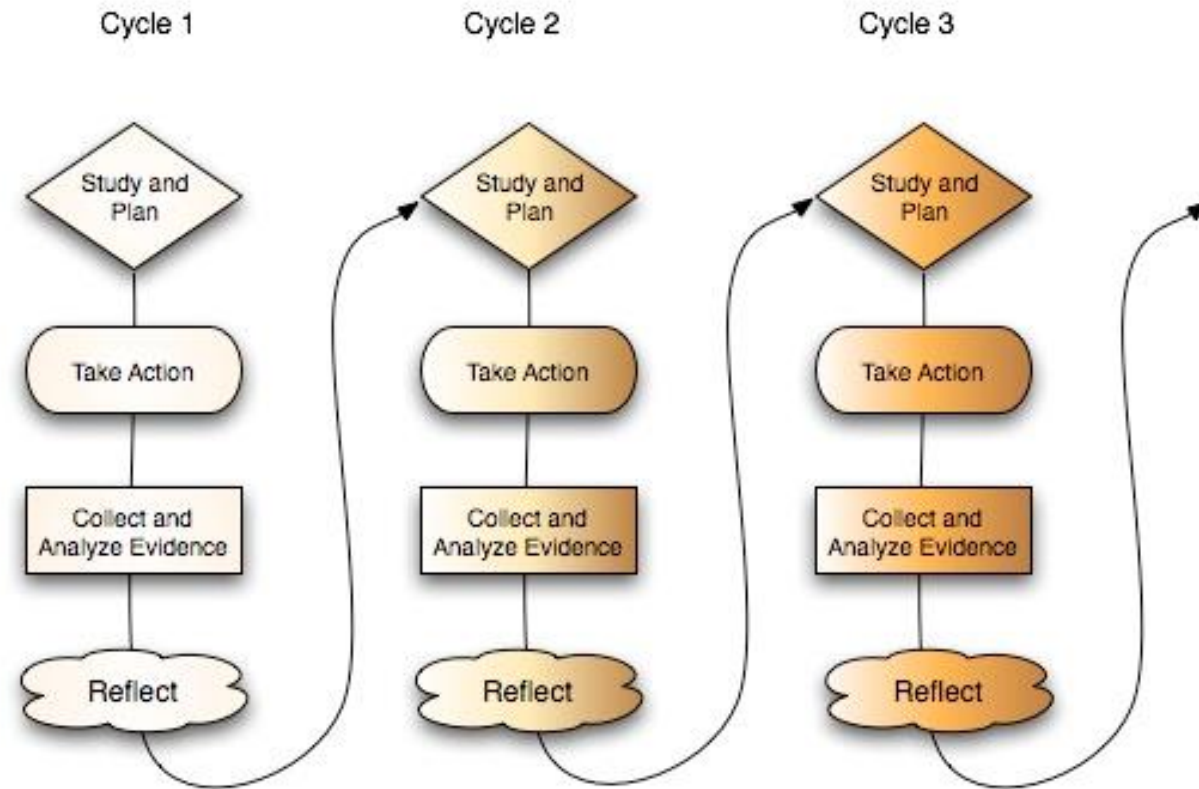 Cycle 1
Study and
Plan
Take Action
Collect and
Analyze Evidence
Reflect
Cycle 2
Study and
Plan
Take Action
Collect and
Analyze Evidence
Reflect
Cycle 3
Study and
Plan
Take Action
Collect and
Analyze Evidence
Reflect